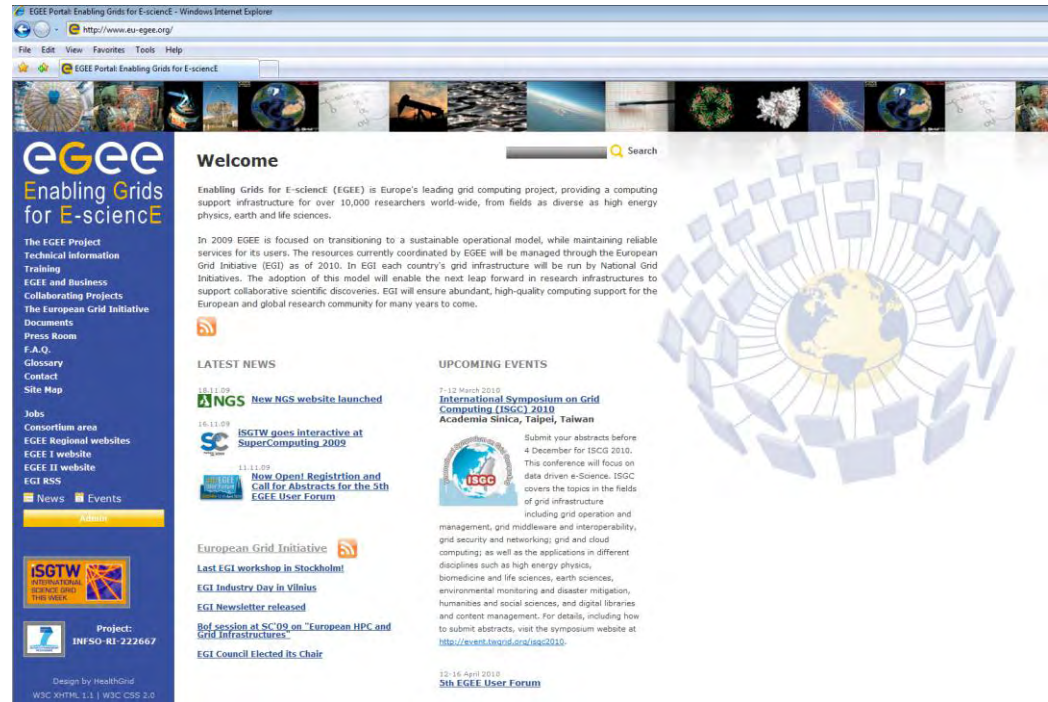 EGEE Portal: Enabling Grids for E-sciencE - Windows Internet Explorer
http://www.eu-egee.org/
File Edit View Favorites Tools Help
EGEE Portal: Enabling Grids for E-sciencE
eGee
Enabling Grids
for E-sciencE
The EGEE Project
Technical information
Training
EGEE and Business
Collaborating Projects
The European Grid Initiative
Documents
Press Room
F.A.Q.
Glossary
Contact
Site Map
Jobs
Consortium area
EGEE Regional websites
EGEE I website
EGEE II website
EGI RSS
News Events
Admin
iSGTW
INTERNATIONAL
SCIENCE GRID
THIS WEEK
Project:
INFSO-RI-222667
Design by HealthGrid
W3C XHTML 1.1 | W3C CSS 2.0
Search
Welcome
Enabling Grids for E-sciencE (EGEE) is Europe's leading grid computing project, providing a computing
support infrastructure for over 10,000 researchers world-wide, from fields as diverse as high energy
physics, earth and life sciences.
In 2009 EGEE is focused on transitioning to a sustainable operational model, while maintaining reliable
services for its users. The resources currently coordinated by EGEE will be managed through the European
Grid Initiative (EGI) as of 2010. In EGI each country's grid infrastructure will be run by National Grid
Initiatives. The adoption of this model will enable the next leap forward in research infrastructures to
support collaborative scientific discoveries. EGI will ensure abundant, high-quality computing support for the
European and global research community for many years to come.
LATEST NEWS
18.11.09
NGS New NGS website launched
16.11.09
SC iSGTW goes interactive at
SuperComputing 2009
11.11.09
Now Open! Registrtion and
Call for Abstracts for the 5th
EGEE User Forum
European Grid Initiative
Last EGI workshop in Stockholm!
EGI Industry Day in Vilnius
EGI Newsletter released
Bof session at SC'09 on "European HPC and
Grid Infrastructures"
EGI Council Elected its Chair
UPCOMING EVENTS
7-12 March 2010
International Symposium on Grid
Computing (ISGC) 2010
Academia Sinica, Taipei, Taiwan
ISGC
Submit your abstracts before
4 December for ISCG 2010.
This conference will focus on
data driven e-Science. ISGC
covers the topics in the fields
of grid infrastructure
including grid operation and
management, grid middleware and interoperability,
grid security and networking; grid and cloud
computing; as well as the applications in different
disciplines such as high energy physics,
biomedicine and life sciences, earth sciences,
environmental monitoring and disaster mitigation,
humanities and social sciences, and digital libraries
and content management. For details, including how
to submit abstracts, visit the symposium website at
http://event.twgrid.org/isgc2010.
12-16 April 2010
5th EGEE User Forum